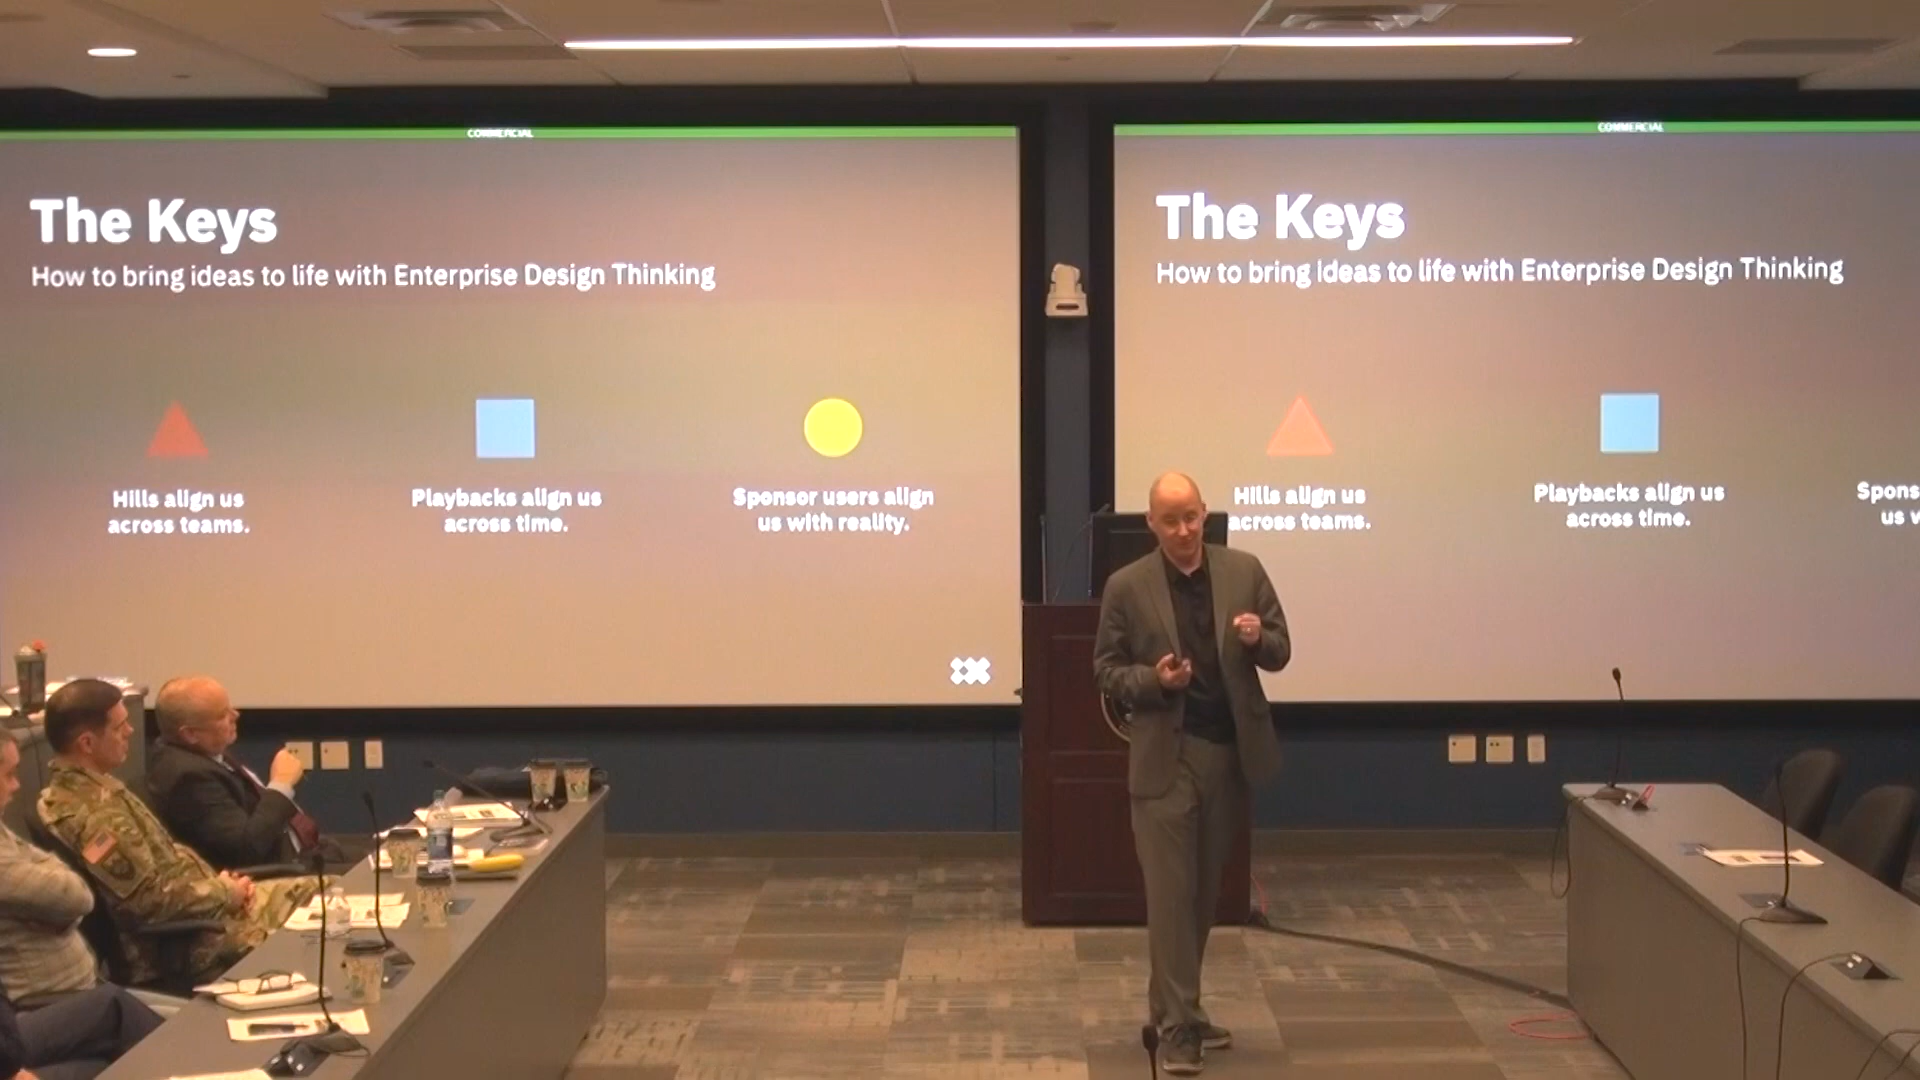 COMMERCIAL
The Keys
How to bring ideas to life with Enterprise Design Thinking
Hills align us
across teams.
Playbacks align us
across time.
Sponsor users align
us with reality.
COMMERCIAL
The Keys
How to bring ideas to life with Enterprise Design Thinking
Hills align us
across teams.
Playbacks align us
across time.
Spons
us w